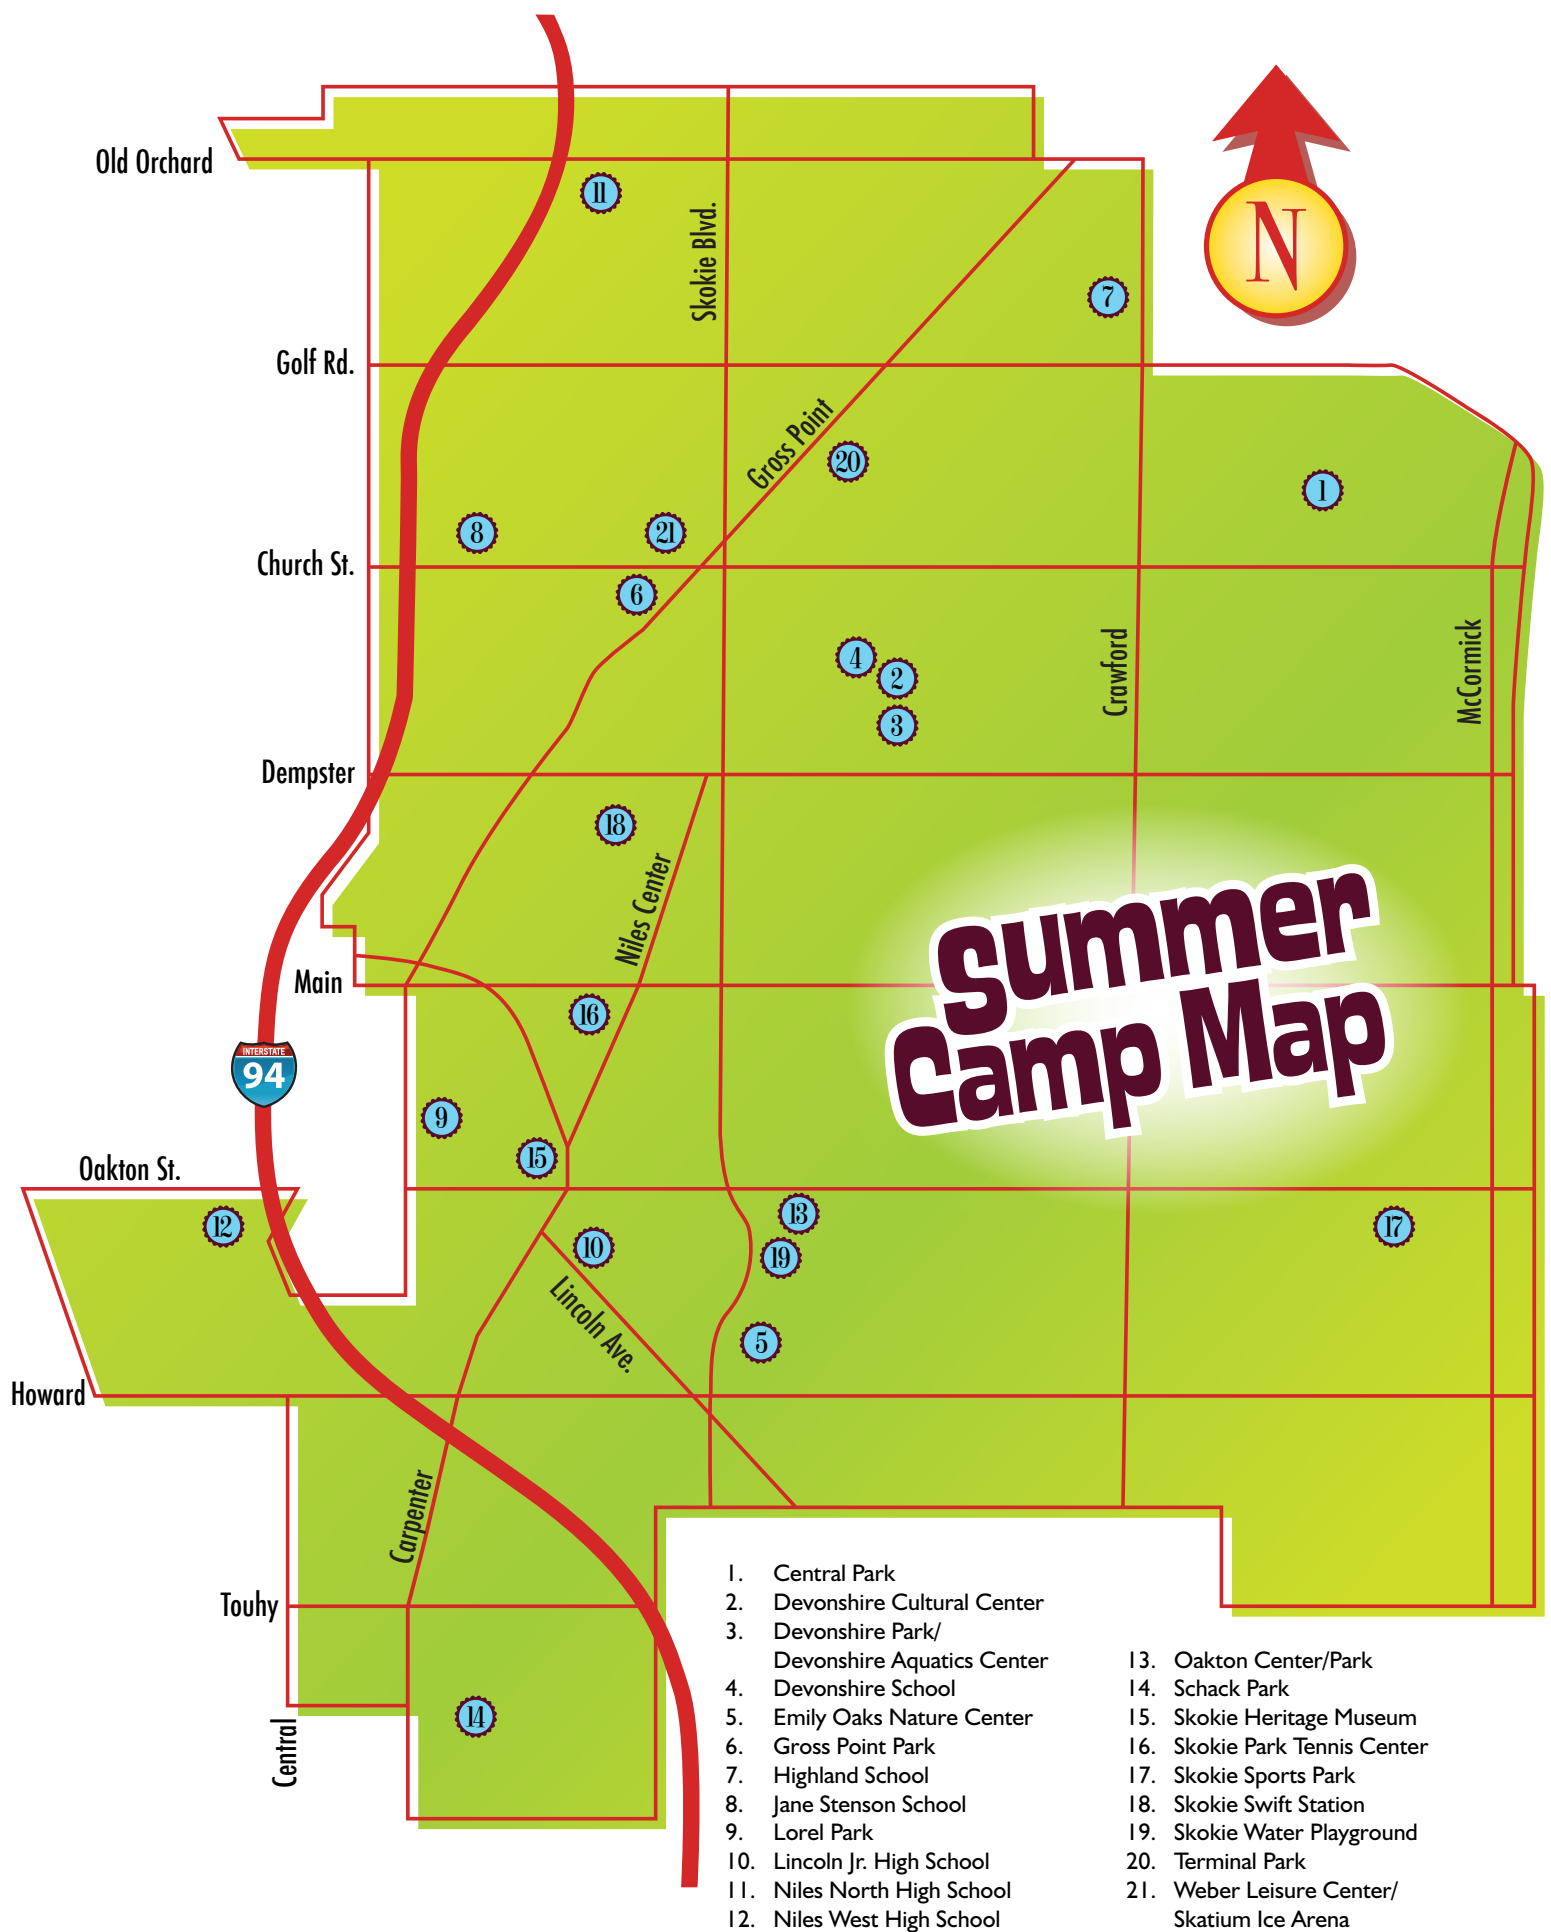 Old Orchard
11
Skokie Blvd.
N
7
Golf Rd.
Gross Point
20
1
8
21
Church St.
6
4
2
3
Crawford
McCormick
Dempster
18
Niles Center
Summer
Camp Map
Main
16
INTERSTATE
94
9
15
Oakton St.
12
13
17
10
19
Lincoln Ave.
5
Howard
Carpenter
Touhy
14
Central
1. Central Park
2. Devonshire Cultural Center
3. Devonshire Park/
Devonshire Aquatics Center
4. Devonshire School
5. Emily Oaks Nature Center
6. Gross Point Park
7. Highland School
8. Jane Stenson School
9. Lorel Park
10. Lincoln Jr. High School
11. Niles North High School
12. Niles West High School
13. Oakton Center/Park
14. Schack Park
15. Skokie Heritage Museum
16. Skokie Park Tennis Center
17. Skokie Sports Park
18. Skokie Swift Station
19. Skokie Water Playground
20. Terminal Park
21. Weber Leisure Center/
Skatium Ice Arena